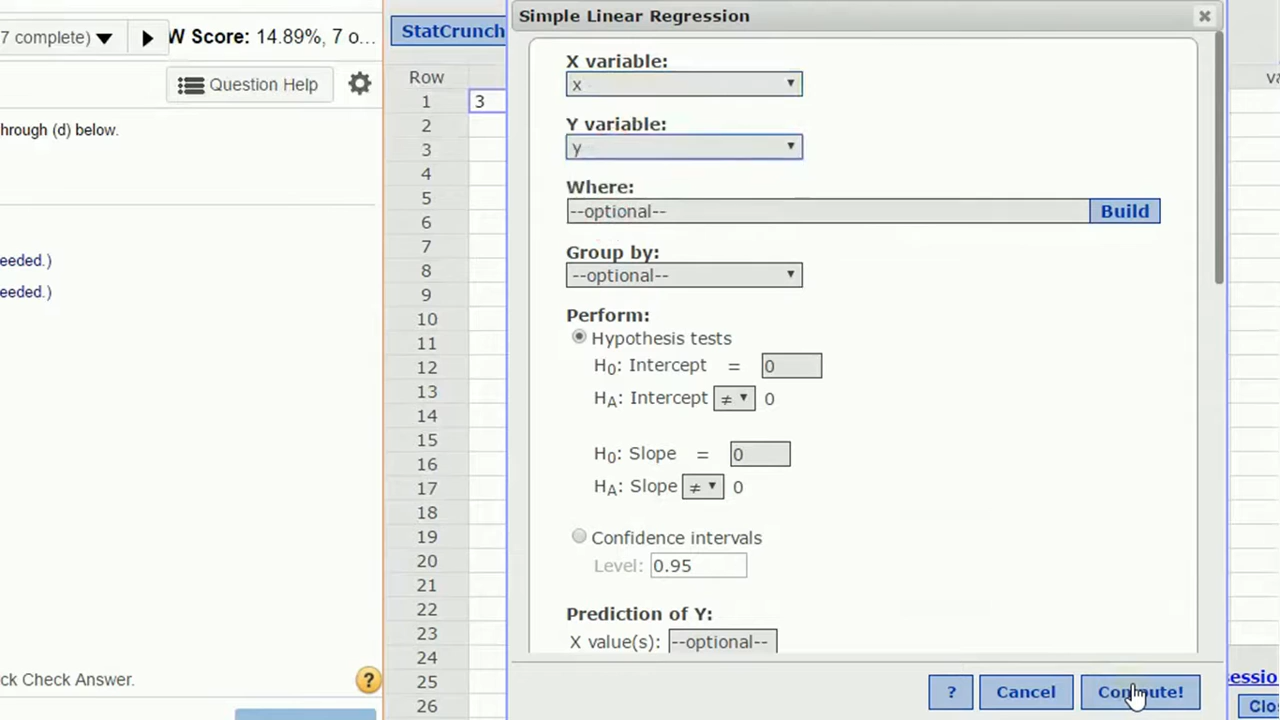 7 complete)
W Score: 14.89%, 7 o...
Question Help
hrough (d) below.
eeded.)
eeded.)
ck Check Answer.
?
StatCrunch
Row
1
3
2
3
4
5
6
7
8
9
10
11
12
13
14
15
16
17
18
19
20
21
22
23
24
25
26
Simple Linear Regression
X variable:
x
Y variable:
y
Where:
--optional--
Build
Group by:
--optional--
Perform:
Hypothesis tests
H0: Intercept = 0
HA: Intercept ≠ 0
H0: Slope = 0
HA: Slope ≠ 0
Confidence intervals
Level: 0.95
Prediction of Y:
X value(s): --optional--
?
Cancel
Compute!
va
essio
Clo